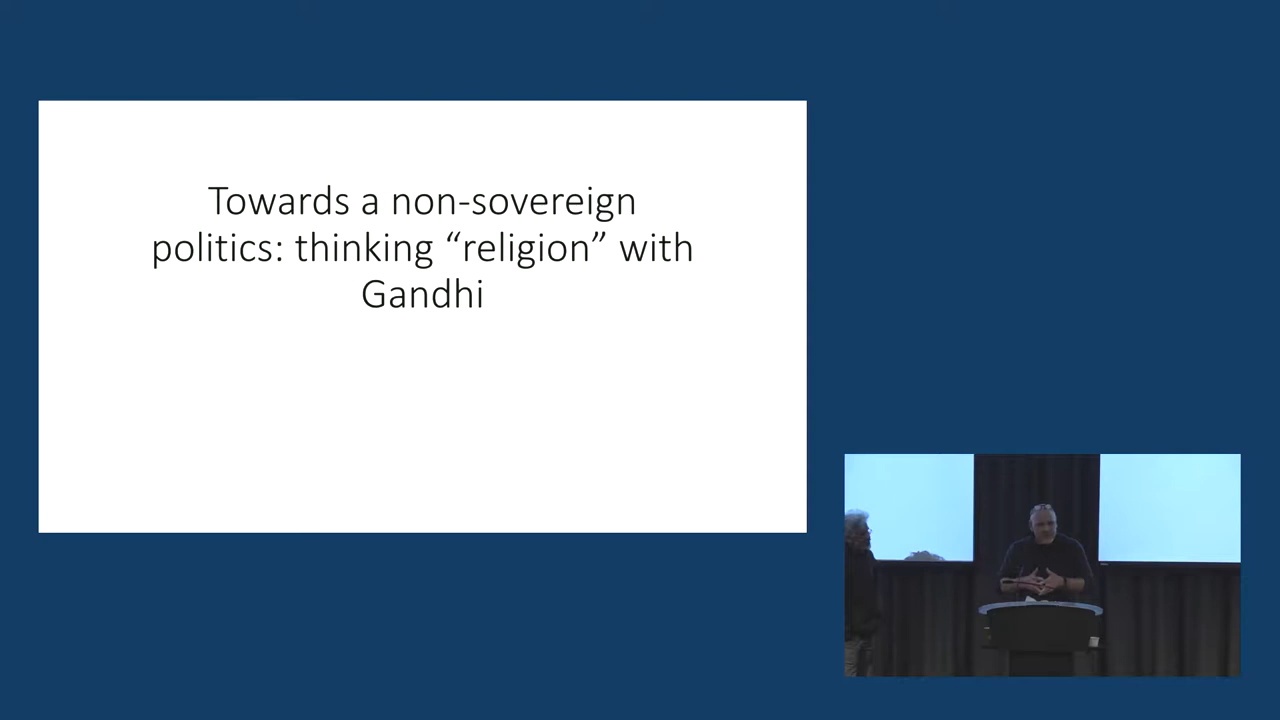 Towards a non-sovereign
politics: thinking “religion” with
Gandhi